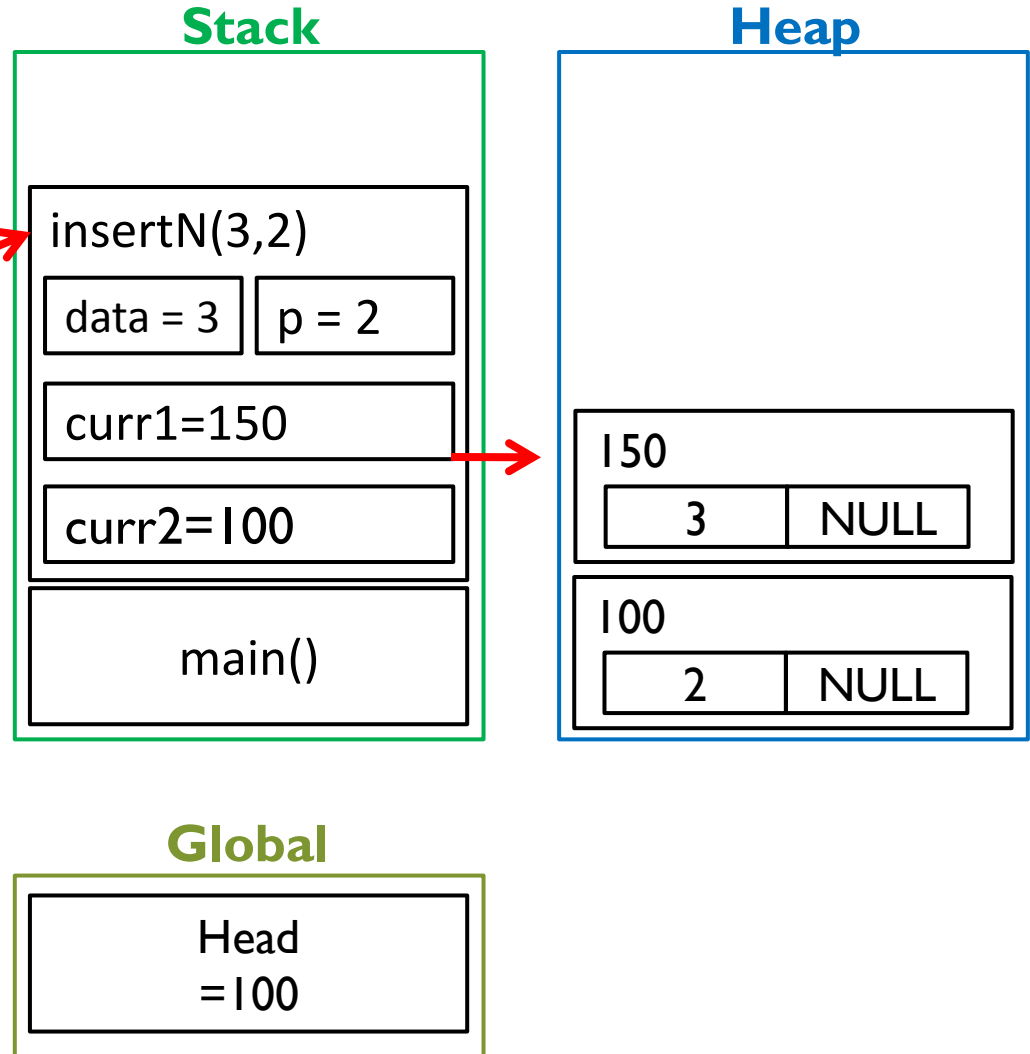 Stack
insertN(3,2)
data = 3
p = 2
curr1=150
curr2=100
main()
Heap
150
3
NULL
100
2
NULL
Global
Head
=100